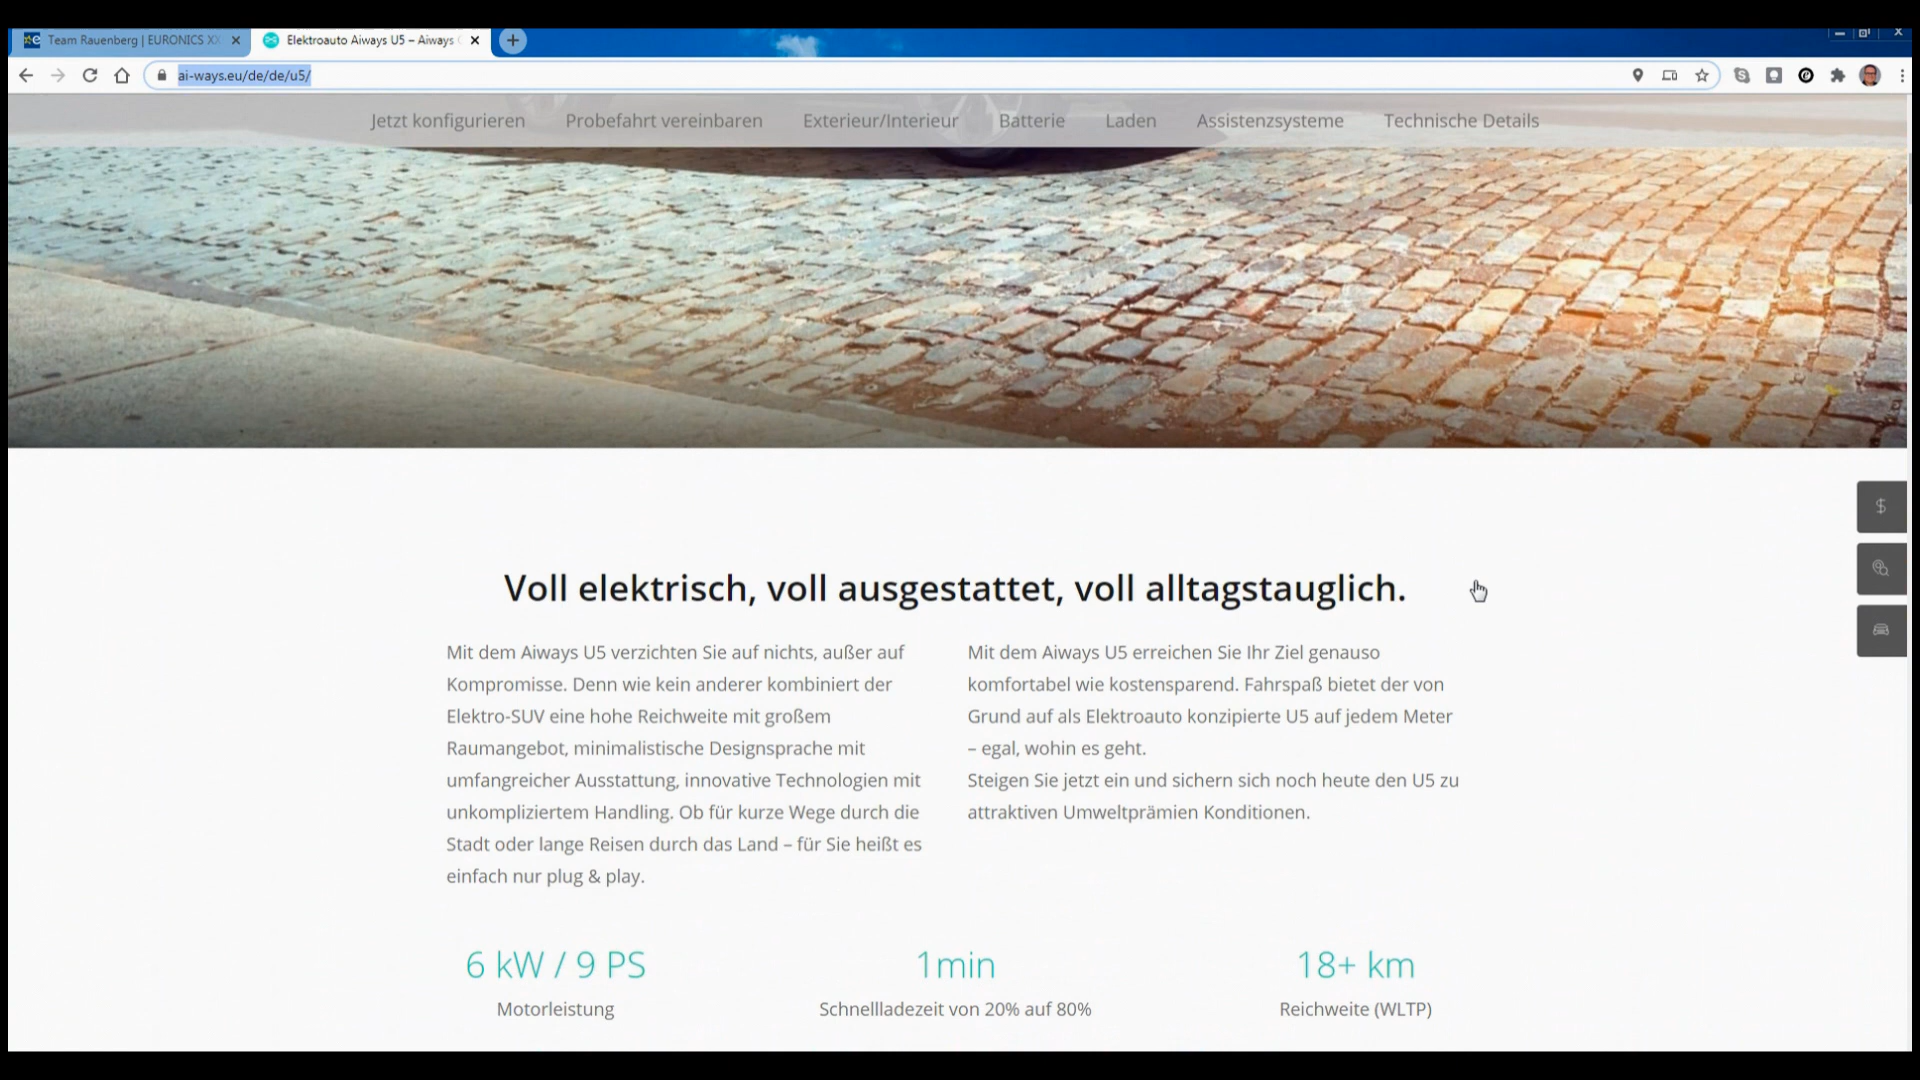 Team Rauenberg | EURONICS XX
Elektroauto Aiways U5 – Aiways
ai-ways.eu/de/de/u5/
Jetzt konfigurieren Probefahrt vereinbaren Exterieur/Interieur Batterie Laden Assistenzsysteme Technische Details
Voll elektrisch, voll ausgestattet, voll alltagstauglich.
Mit dem Aiways U5 verzichten Sie auf nichts, außer auf
Kompromisse. Denn wie kein anderer kombiniert der
Elektro-SUV eine hohe Reichweite mit großem
Raumangebot, minimalistische Designsprache mit
umfangreicher Ausstattung, innovative Technologien mit
unkompliziertem Handling. Ob für kurze Wege durch die
Stadt oder lange Reisen durch das Land – für Sie heißt es
einfach nur plug & play.
Mit dem Aiways U5 erreichen Sie Ihr Ziel genauso
komfortabel wie kostensparend. Fahrspaß bietet der von
Grund auf als Elektroauto konzipierte U5 auf jedem Meter
– egal, wohin es geht.
Steigen Sie jetzt ein und sichern sich noch heute den U5 zu
attraktiven Umweltprämien Konditionen.
6 kW / 9 PS
Motorleistung
1min
Schnellladezeit von 20% auf 80%
18+ km
Reichweite (WLTP)